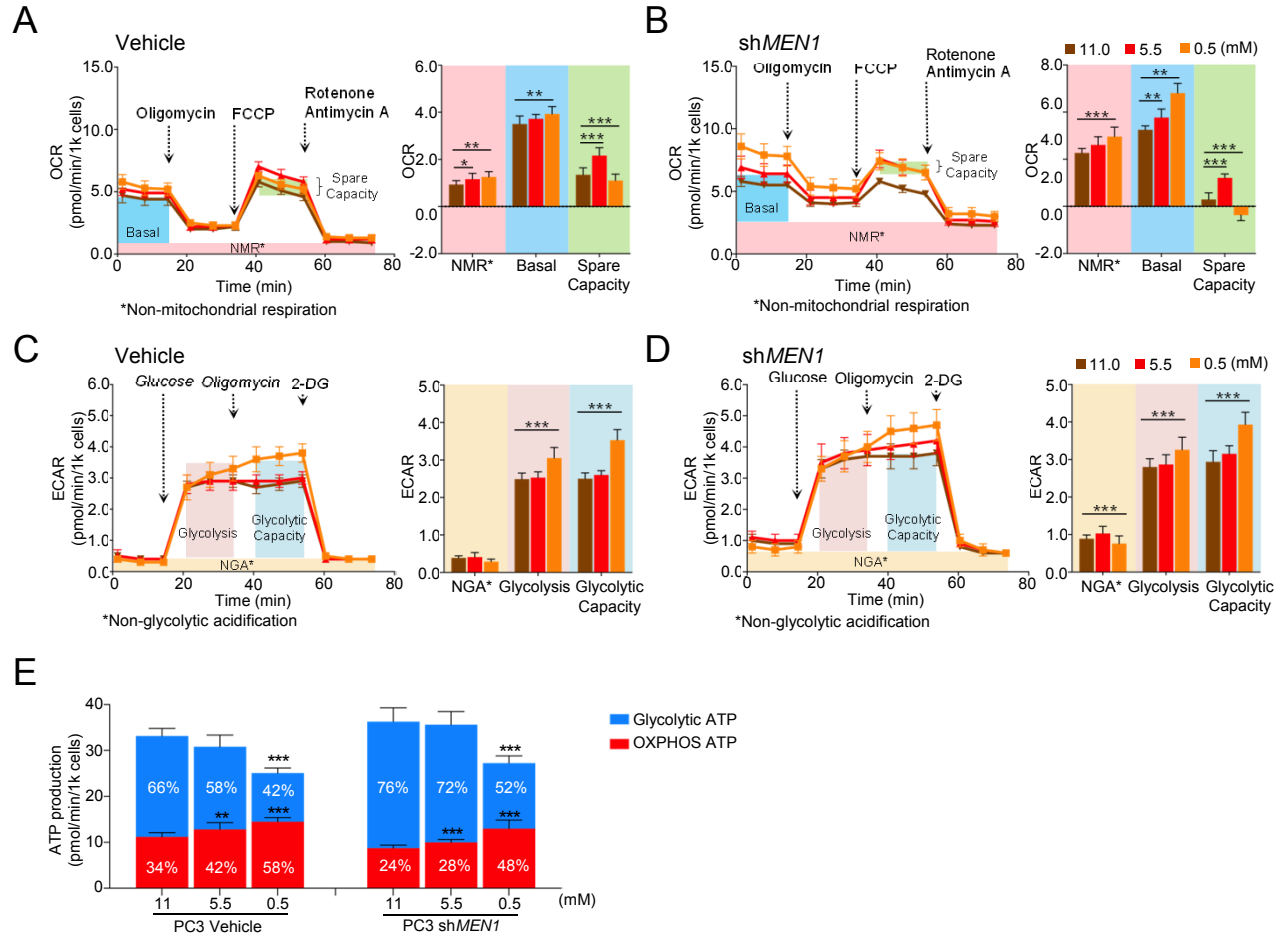 A
Vehicle
15.0
10.0
5.0
0.0
OCR
(pmol/min/1k cells)
Oligomycin
FCCP
Rotenone
Antimycin A
Spare
Capacity
Basal
NMR*
0
20
40
60
80
Time (min)
*Non-mitochondrial respiration
6.0
4.0
2.0
0.0
-2.0
OCR
*
**
**
***
***
NMR*
Basal
Spare
Capacity
B
shMEN1
11.0
5.5
0.5 (mM)
15.0
10.0
5.0
0.0
OCR
(pmol/min/1k cells)
Oligomycin
FCCP
Rotenone
Antimycin A
Spare
Capacity
Basal
NMR*
0
20
40
60
80
Time (min)
*Non-mitochondrial respiration
8.0
6.0
4.0
2.0
0.0
-2.0
OCR
***
**
**
***
***
NMR*
Basal
Spare
Capacity
C
Vehicle
6.0
5.0
4.0
3.0
2.0
1.0
0.0
ECAR
(pmol/min/1k cells)
Glucose
Oligomycin
2-DG
Glycolysis
Glycolytic
Capacity
NGA*
0
20
40
60
80
Time (min)
*Non-glycolytic acidification
5.0
4.0
3.0
2.0
1.0
0.0
ECAR
***
***
NGA*
Glycolysis
Glycolytic
Capacity
D
shMEN1
11.0
5.5
0.5 (mM)
6.0
5.0
4.0
3.0
2.0
1.0
0.0
ECAR
(pmol/min/1k cells)
Glucose
Oligomycin
2-DG
Glycolysis
Glycolytic
Capacity
NGA*
0
20
40
60
80
Time (min)
*Non-glycolytic acidification
5.0
4.0
3.0
2.0
1.0
0.0
ECAR
***
***
***
NGA*
Glycolysis
Glycolytic
Capacity
E
40
30
20
10
0
ATP production
(pmol/min/1k cells)
Glycolytic ATP
OXPHOS ATP
***
***
66%
58%
42%
76%
72%
52%
**
***
***
***
34%
42%
58%
24%
28%
48%
11
5.5
0.5
11
5.5
0.5
(mM)
PC3 Vehicle
PC3 shMEN1